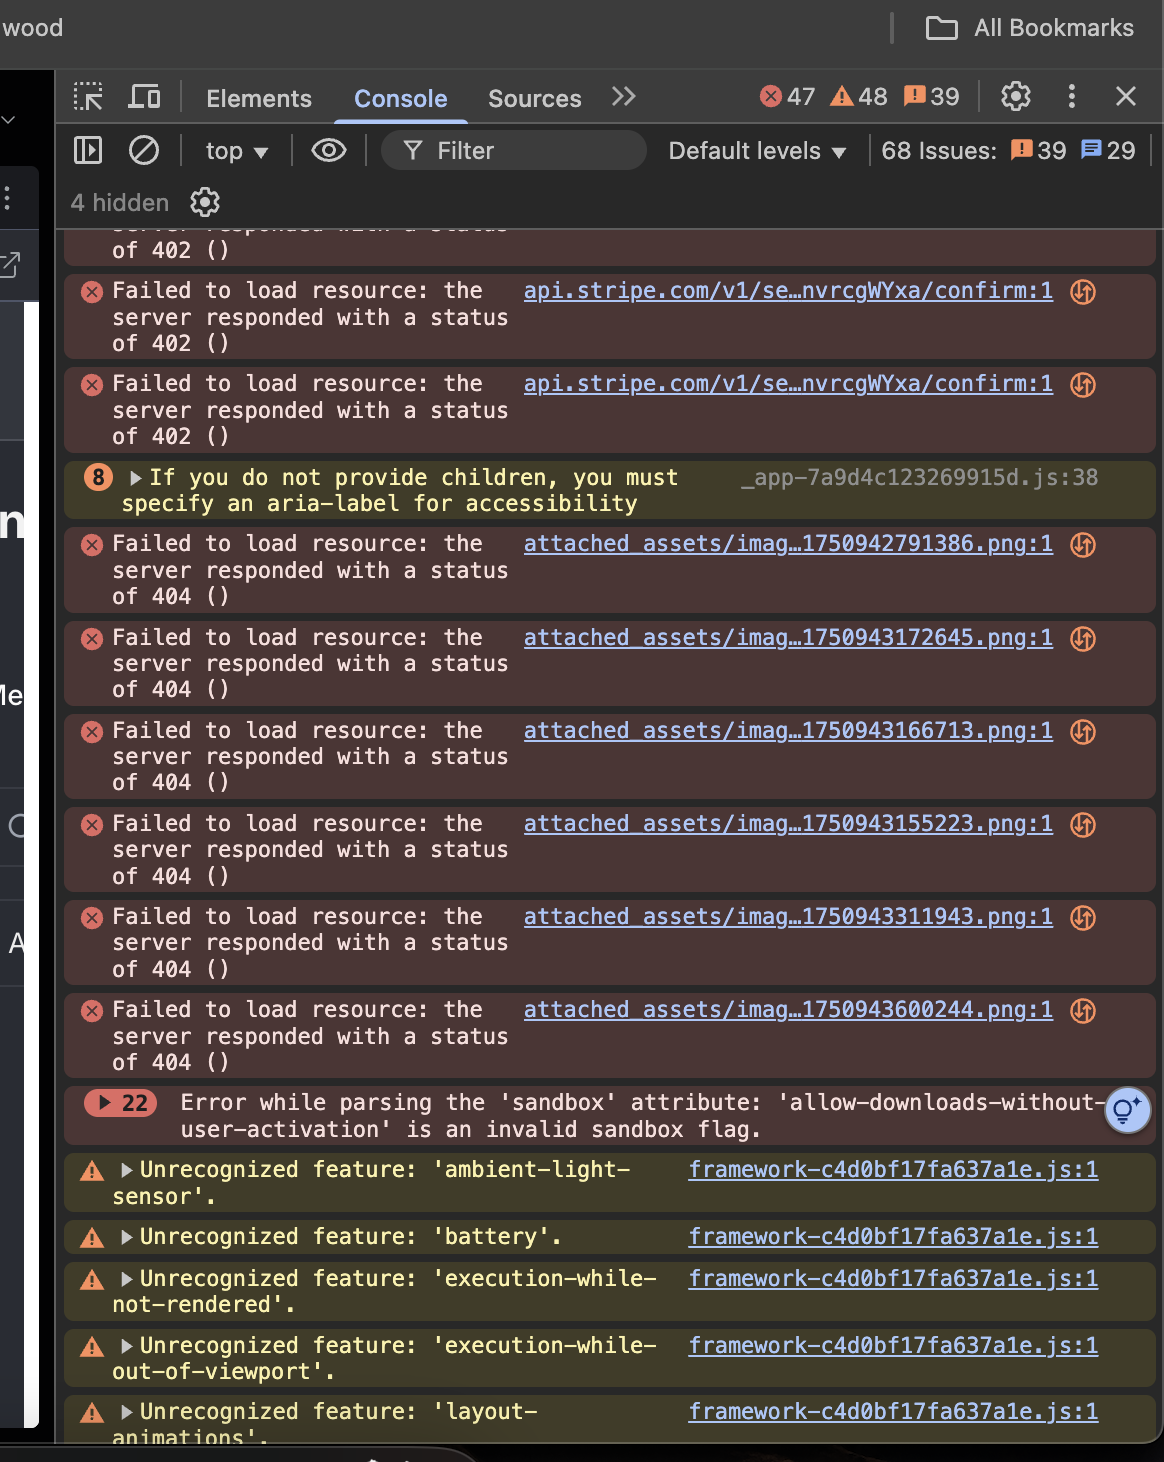 wood
All Bookmarks
Elements
Console
Sources
47
48
39
top
Filter
Default levels
68 Issues:
39
29
4 hidden
server responded with a status
of 402 ()
Failed to load resource: the
api.stripe.com/v1/se…nvrcgWYxa/confirm:1
server responded with a status
of 402 ()
Failed to load resource: the
api.stripe.com/v1/se…nvrcgWYxa/confirm:1
server responded with a status
of 402 ()
8
If you do not provide children, you must
_app-7a9d4c123269915d.js:38
specify an aria-label for accessibility
Failed to load resource: the
attached_assets/imag…1750942791386.png:1
server responded with a status
of 404 ()
Failed to load resource: the
attached_assets/imag…1750943172645.png:1
server responded with a status
of 404 ()
Failed to load resource: the
attached_assets/imag…1750943166713.png:1
server responded with a status
of 404 ()
Failed to load resource: the
attached_assets/imag…1750943155223.png:1
server responded with a status
of 404 ()
Failed to load resource: the
attached_assets/imag…1750943311943.png:1
server responded with a status
of 404 ()
Failed to load resource: the
attached_assets/imag…1750943600244.png:1
server responded with a status
of 404 ()
22
Error while parsing the 'sandbox' attribute: 'allow-downloads-without-
user-activation' is an invalid sandbox flag.
Unrecognized feature: 'ambient-light-
framework-c4d0bf17fa637a1e.js:1
sensor'.
Unrecognized feature: 'battery'.
framework-c4d0bf17fa637a1e.js:1
Unrecognized feature: 'execution-while-
framework-c4d0bf17fa637a1e.js:1
not-rendered'.
Unrecognized feature: 'execution-while-
framework-c4d0bf17fa637a1e.js:1
out-of-viewport'.
Unrecognized feature: 'layout-
framework-c4d0bf17fa637a1e.js:1
animations'.